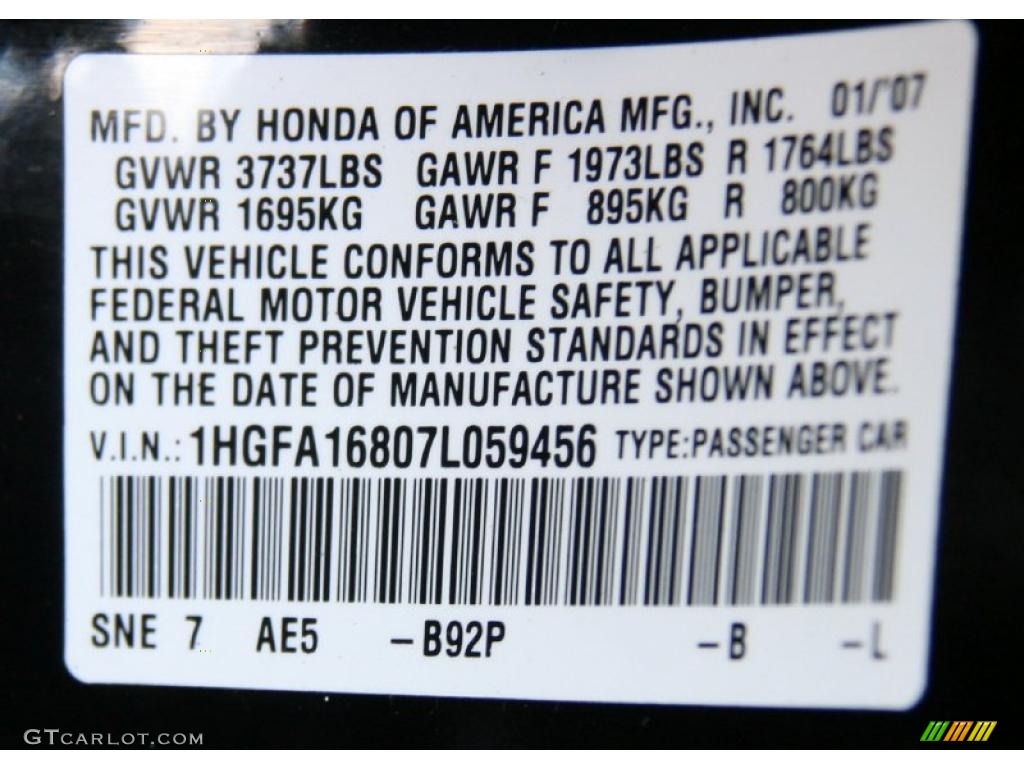 MFD. BY HONDA OF AMERICA MFG., INC. 01/'07
GVWR 3737LBS GAWR F 1973LBS R 1764LBS
GVWR 1695KG GAWR F 895KG R 800KG
THIS VEHICLE CONFORMS TO ALL APPLICABLE
FEDERAL MOTOR VEHICLE SAFETY, BUMPER,
AND THEFT PREVENTION STANDARDS IN EFFECT
ON THE DATE OF MANUFACTURE SHOWN ABOVE.
V.I.N.: 1HGFA16807L059456 TYPE:PASSENGER CAR
SNE 7 AE5 -B92P -B -L
GTCARLOT.COM